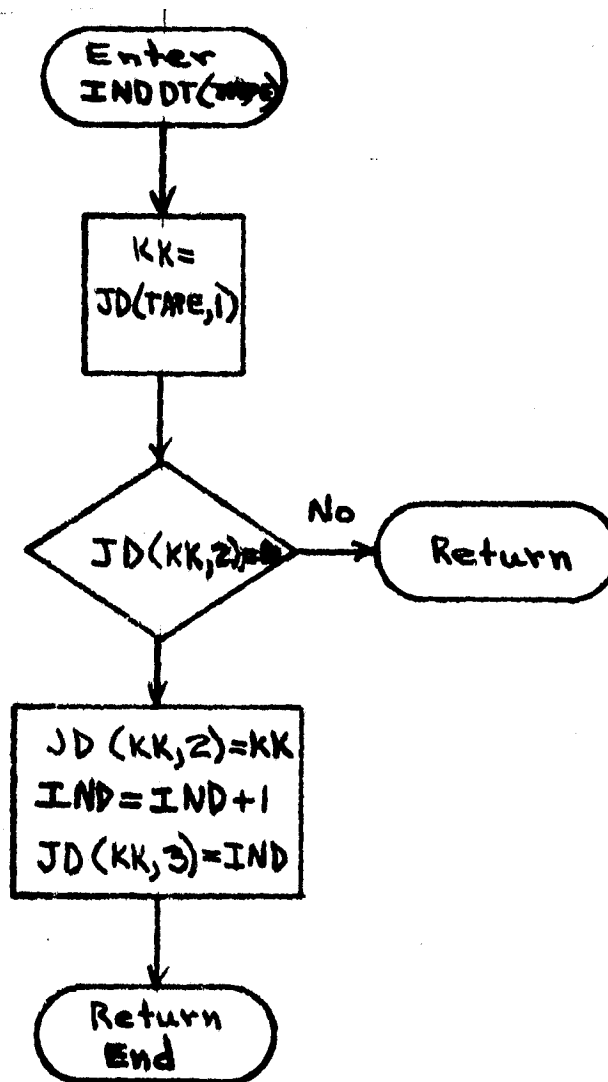 Enter
INDDT(
KK=
JD(TAPE,1)
JD(KK,2)=
No
Return
JD(KK,2)=KK
IND=IND+1
JD(KK,3)=IND
Return
End